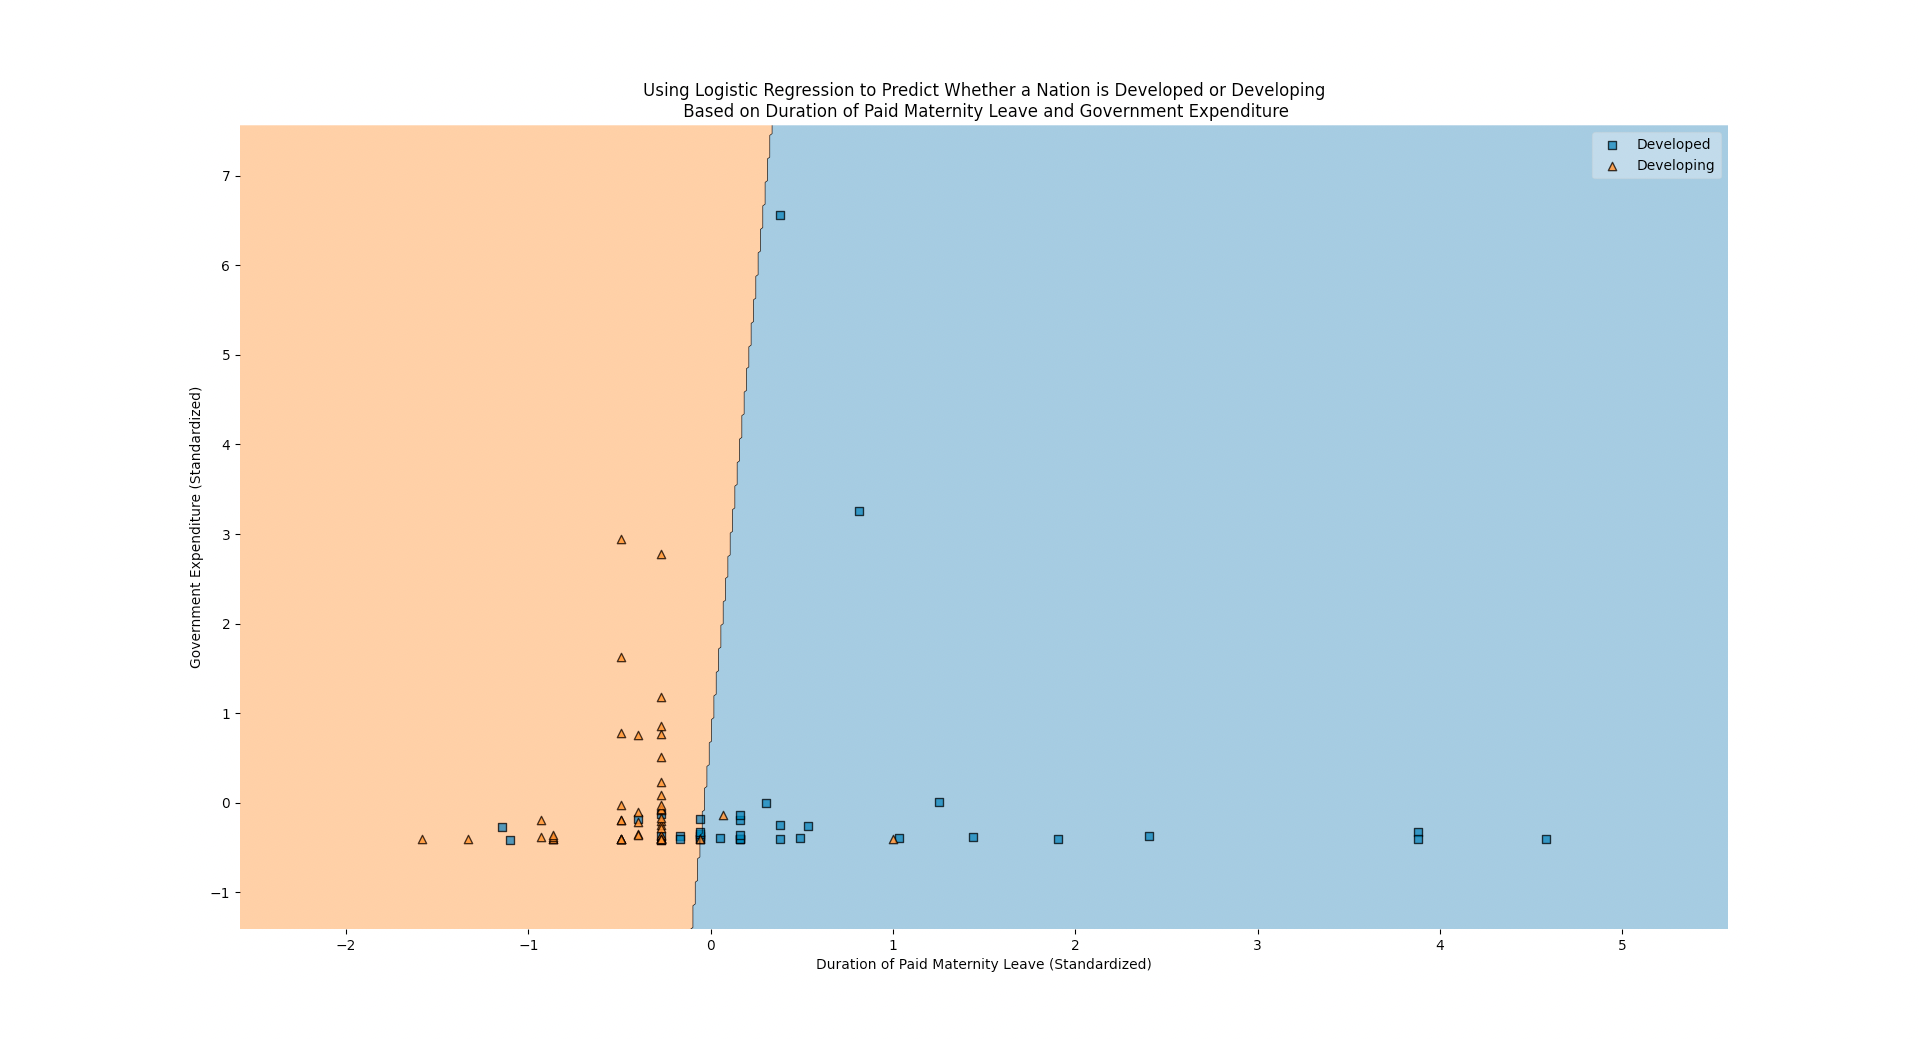 Using Logistic Regression to Predict Whether a Nation is Developed or Developing
Based on Duration of Paid Maternity Leave and Government Expenditure
Developed
Developing
7
6
5
4
3
2
1
0
−1
Government Expenditure (Standardized)
−2 −1 0 1 2 3 4 5
Duration of Paid Maternity Leave (Standardized)